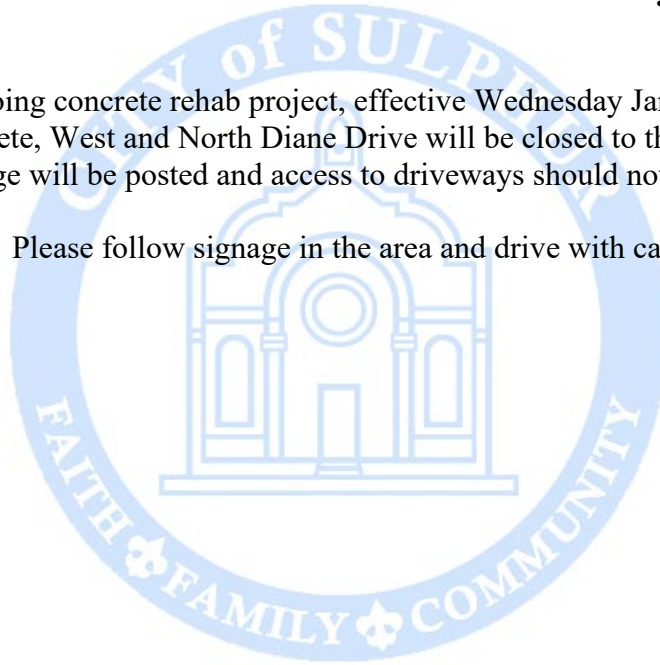 CITY of SULPHUR
oing concrete rehab project, effective Wednesday Jan
ete, West and North Diane Drive will be closed to th
ge will be posted and access to driveways should no
Please follow signage in the area and drive with ca
FAITH FAMILY COMMUNITY